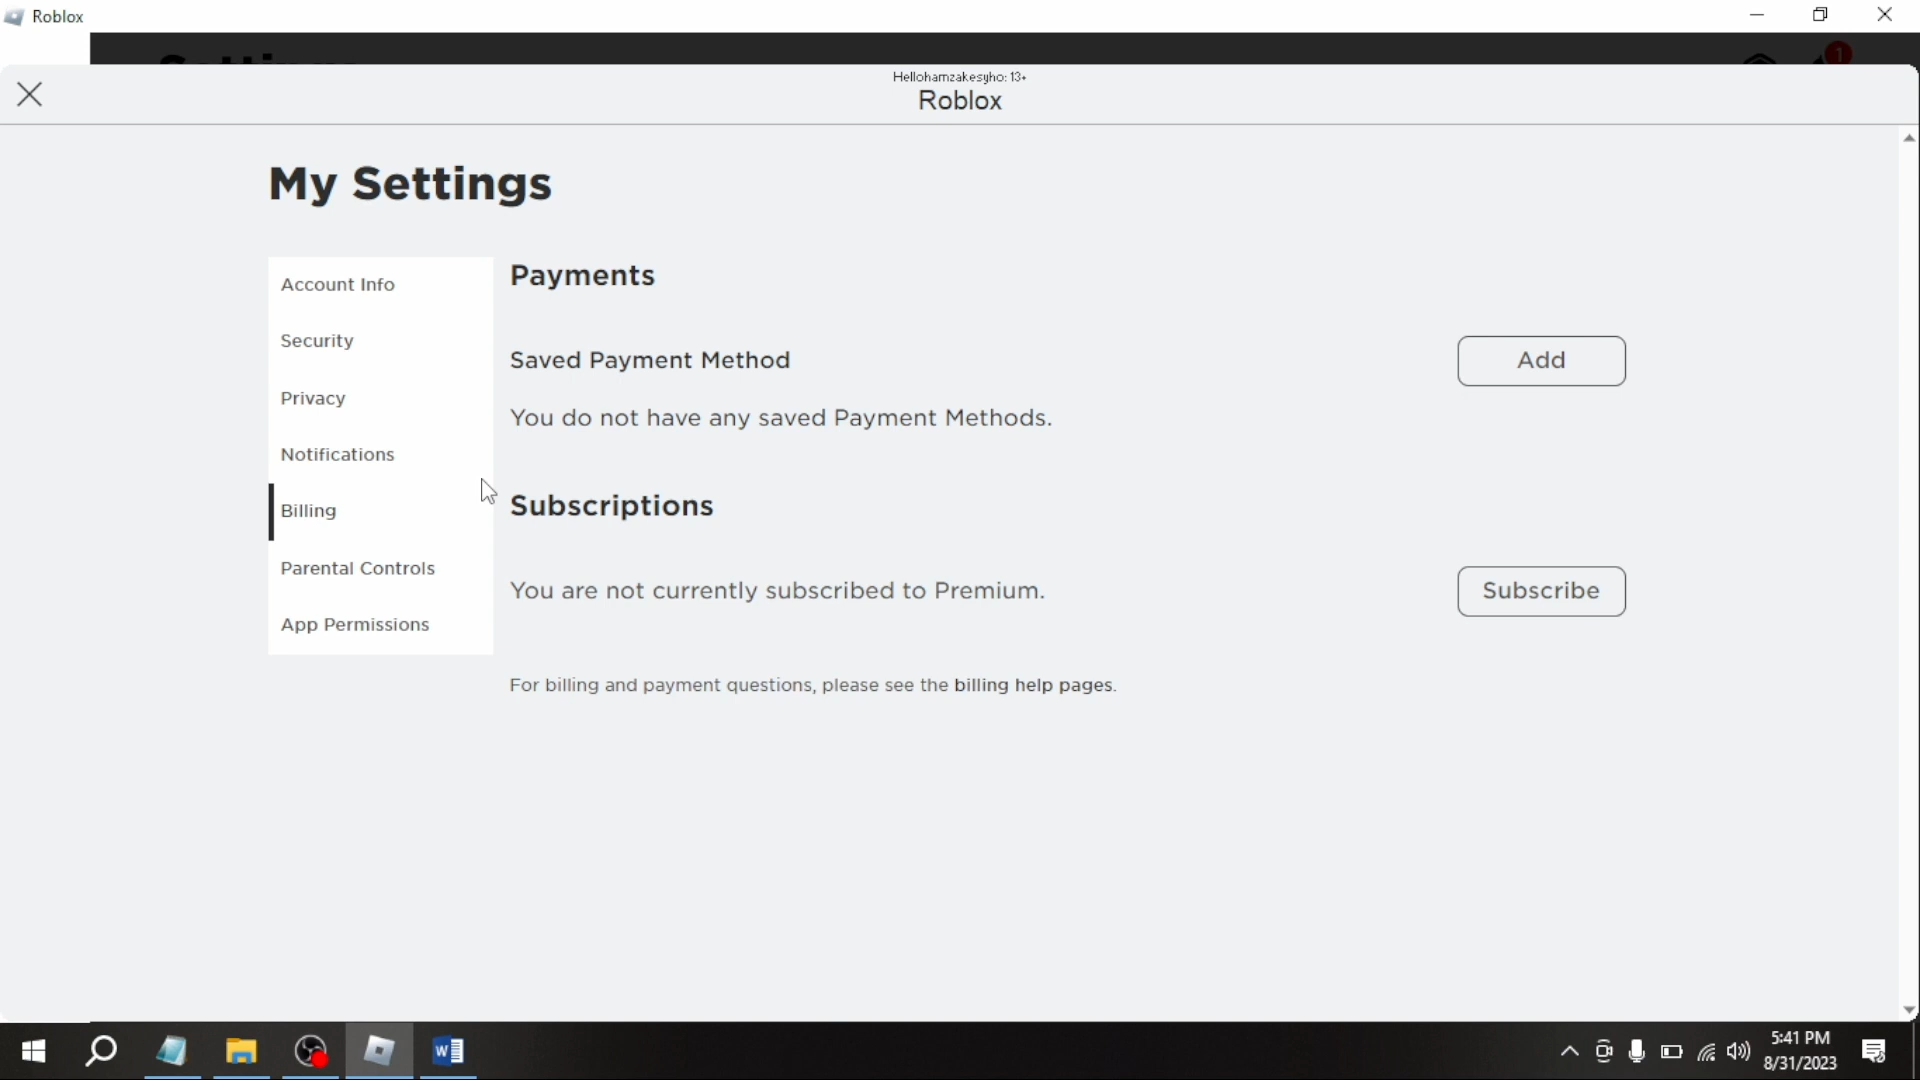 Roblox
Settings
1
Hellohamzakesyho: 13+
Roblox
My Settings
Account Info
Security
Privacy
Notifications
Billing
Parental Controls
App Permissions
Payments
Saved Payment Method
Add
You do not have any saved Payment Methods.
Subscriptions
You are not currently subscribed to Premium.
Subscribe
For billing and payment questions, please see the billing help pages.
W
5:41 PM
8/31/2023